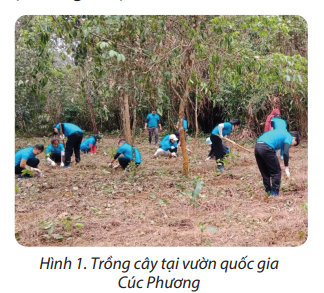 Hình 1. Trồng cây tại vườn quốc gia
Cúc Phương